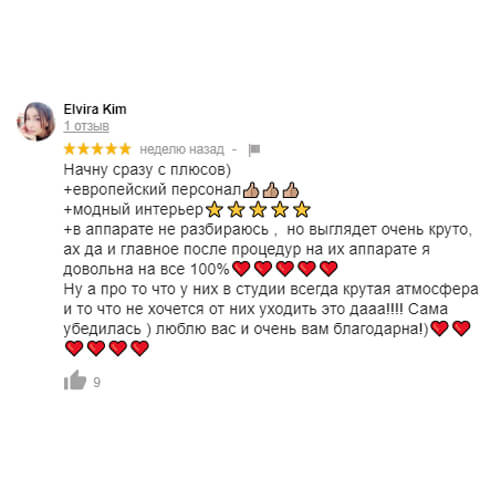 Elvira Kim
1 отзыв
★★★★★ неделю назад -
Начну сразу с плюсов)
+европейский персонал👍🏽👍🏽👍🏽
+модный интерьер⭐⭐⭐⭐⭐
+в аппарате не разбираюсь , но выглядет очень круто,
ах да и главное после процедур на их аппарате я
довольна на все 100%❤❤❤❤❤
Ну а про то что у них в студии всегда крутая атмосфера
и то что не хочется от них уходить это дааа!!!! Сама
убедилась ) люблю вас и очень вам благодарна!)❤❤
❤❤❤❤
9